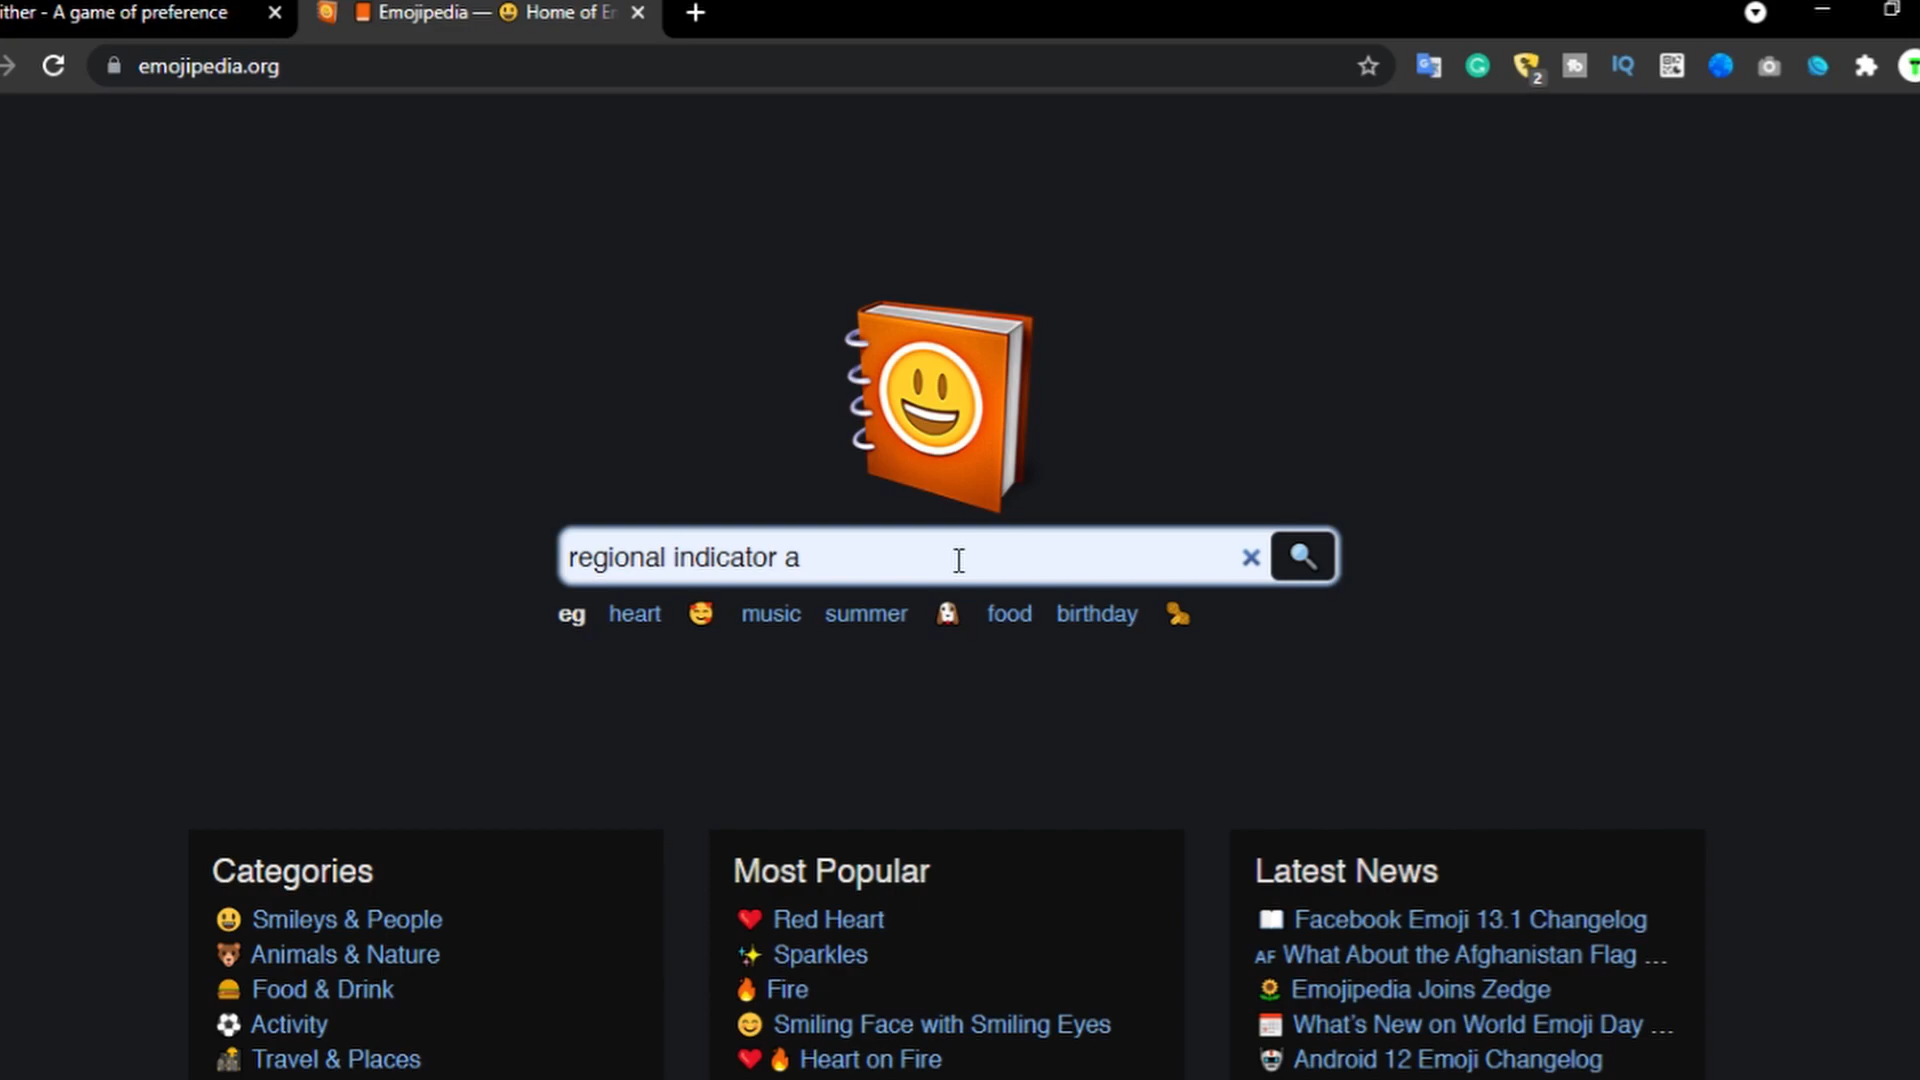 ither - A game of preference
Emojipedia — 😃 Home of E
emojipedia.org
2
IQ
regional indicator a
eg heart 🥰 music summer 🐶 food birthday 🥜
Categories
😃 Smileys & People
🐻 Animals & Nature
🍔 Food & Drink
⚽ Activity
🌇 Travel & Places
Most Popular
❤️ Red Heart
✨ Sparkles
🔥 Fire
😊 Smiling Face with Smiling Eyes
❤️‍🔥 Heart on Fire
Latest News
📖 Facebook Emoji 13.1 Changelog
AF What About the Afghanistan Flag ...
🌻 Emojipedia Joins Zedge
📅 What's New on World Emoji Day ...
🤖 Android 12 Emoji Changelog